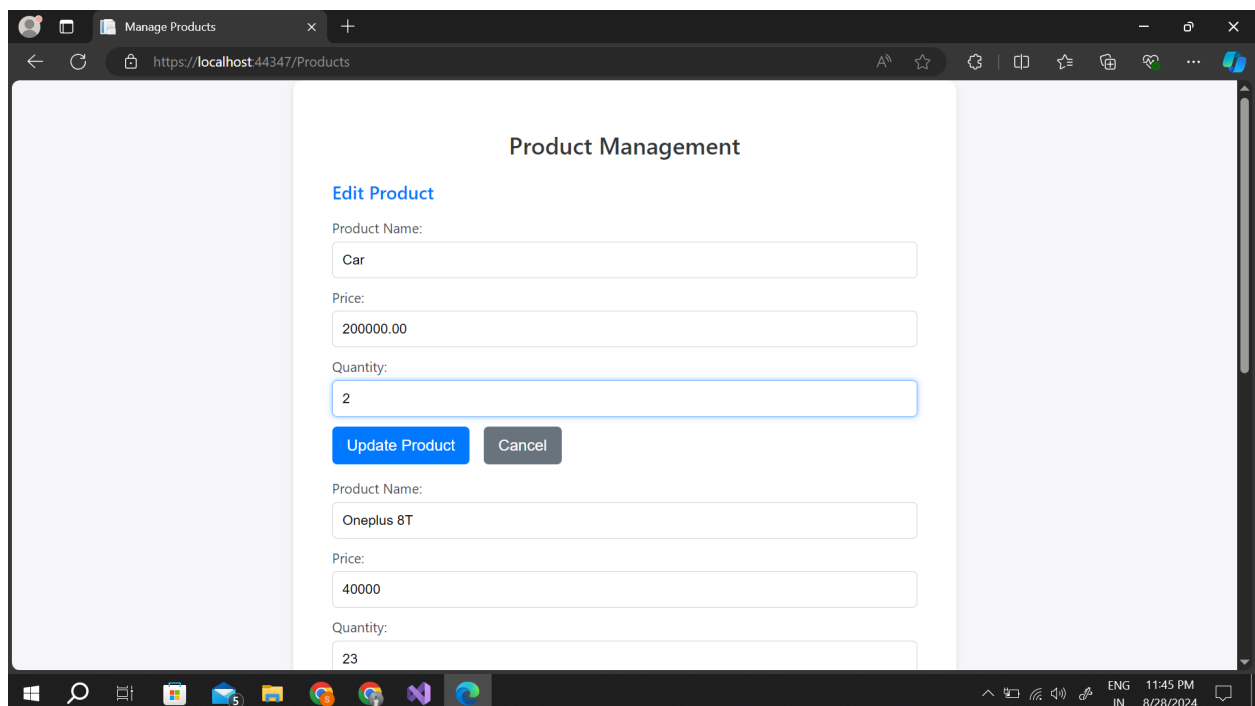 Manage Products
https://localhost:44347/Products
Product Management
Edit Product
Product Name:
Car
Price:
200000.00
Quantity:
2
Update Product Cancel
Product Name:
Oneplus 8T
Price:
40000
Quantity:
23
5
ENG 11:45 PM
IN 8/28/2024